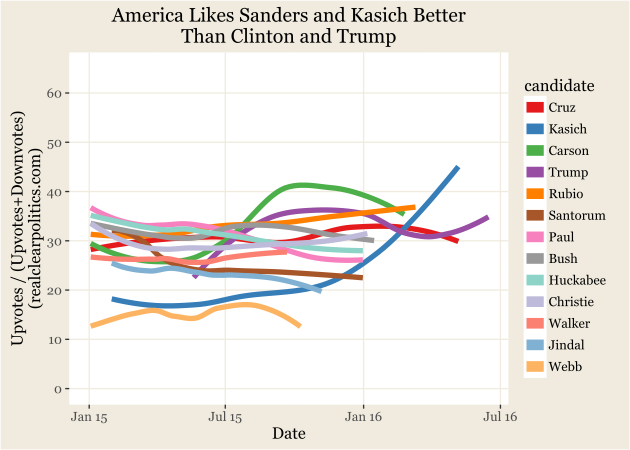 America Likes Sanders and Kasich Better
Than Clinton and Trump
Upvotes / (Upvotes+Downvotes)
(realclearpolitics.com)
60
50
40
30
20
10
0
Jan 15
Jul 15
Jan 16
Jul 16
Date
candidate
Cruz
Kasich
Carson
Trump
Rubio
Santorum
Paul
Bush
Huckabee
Christie
Walker
Jindal
Webb